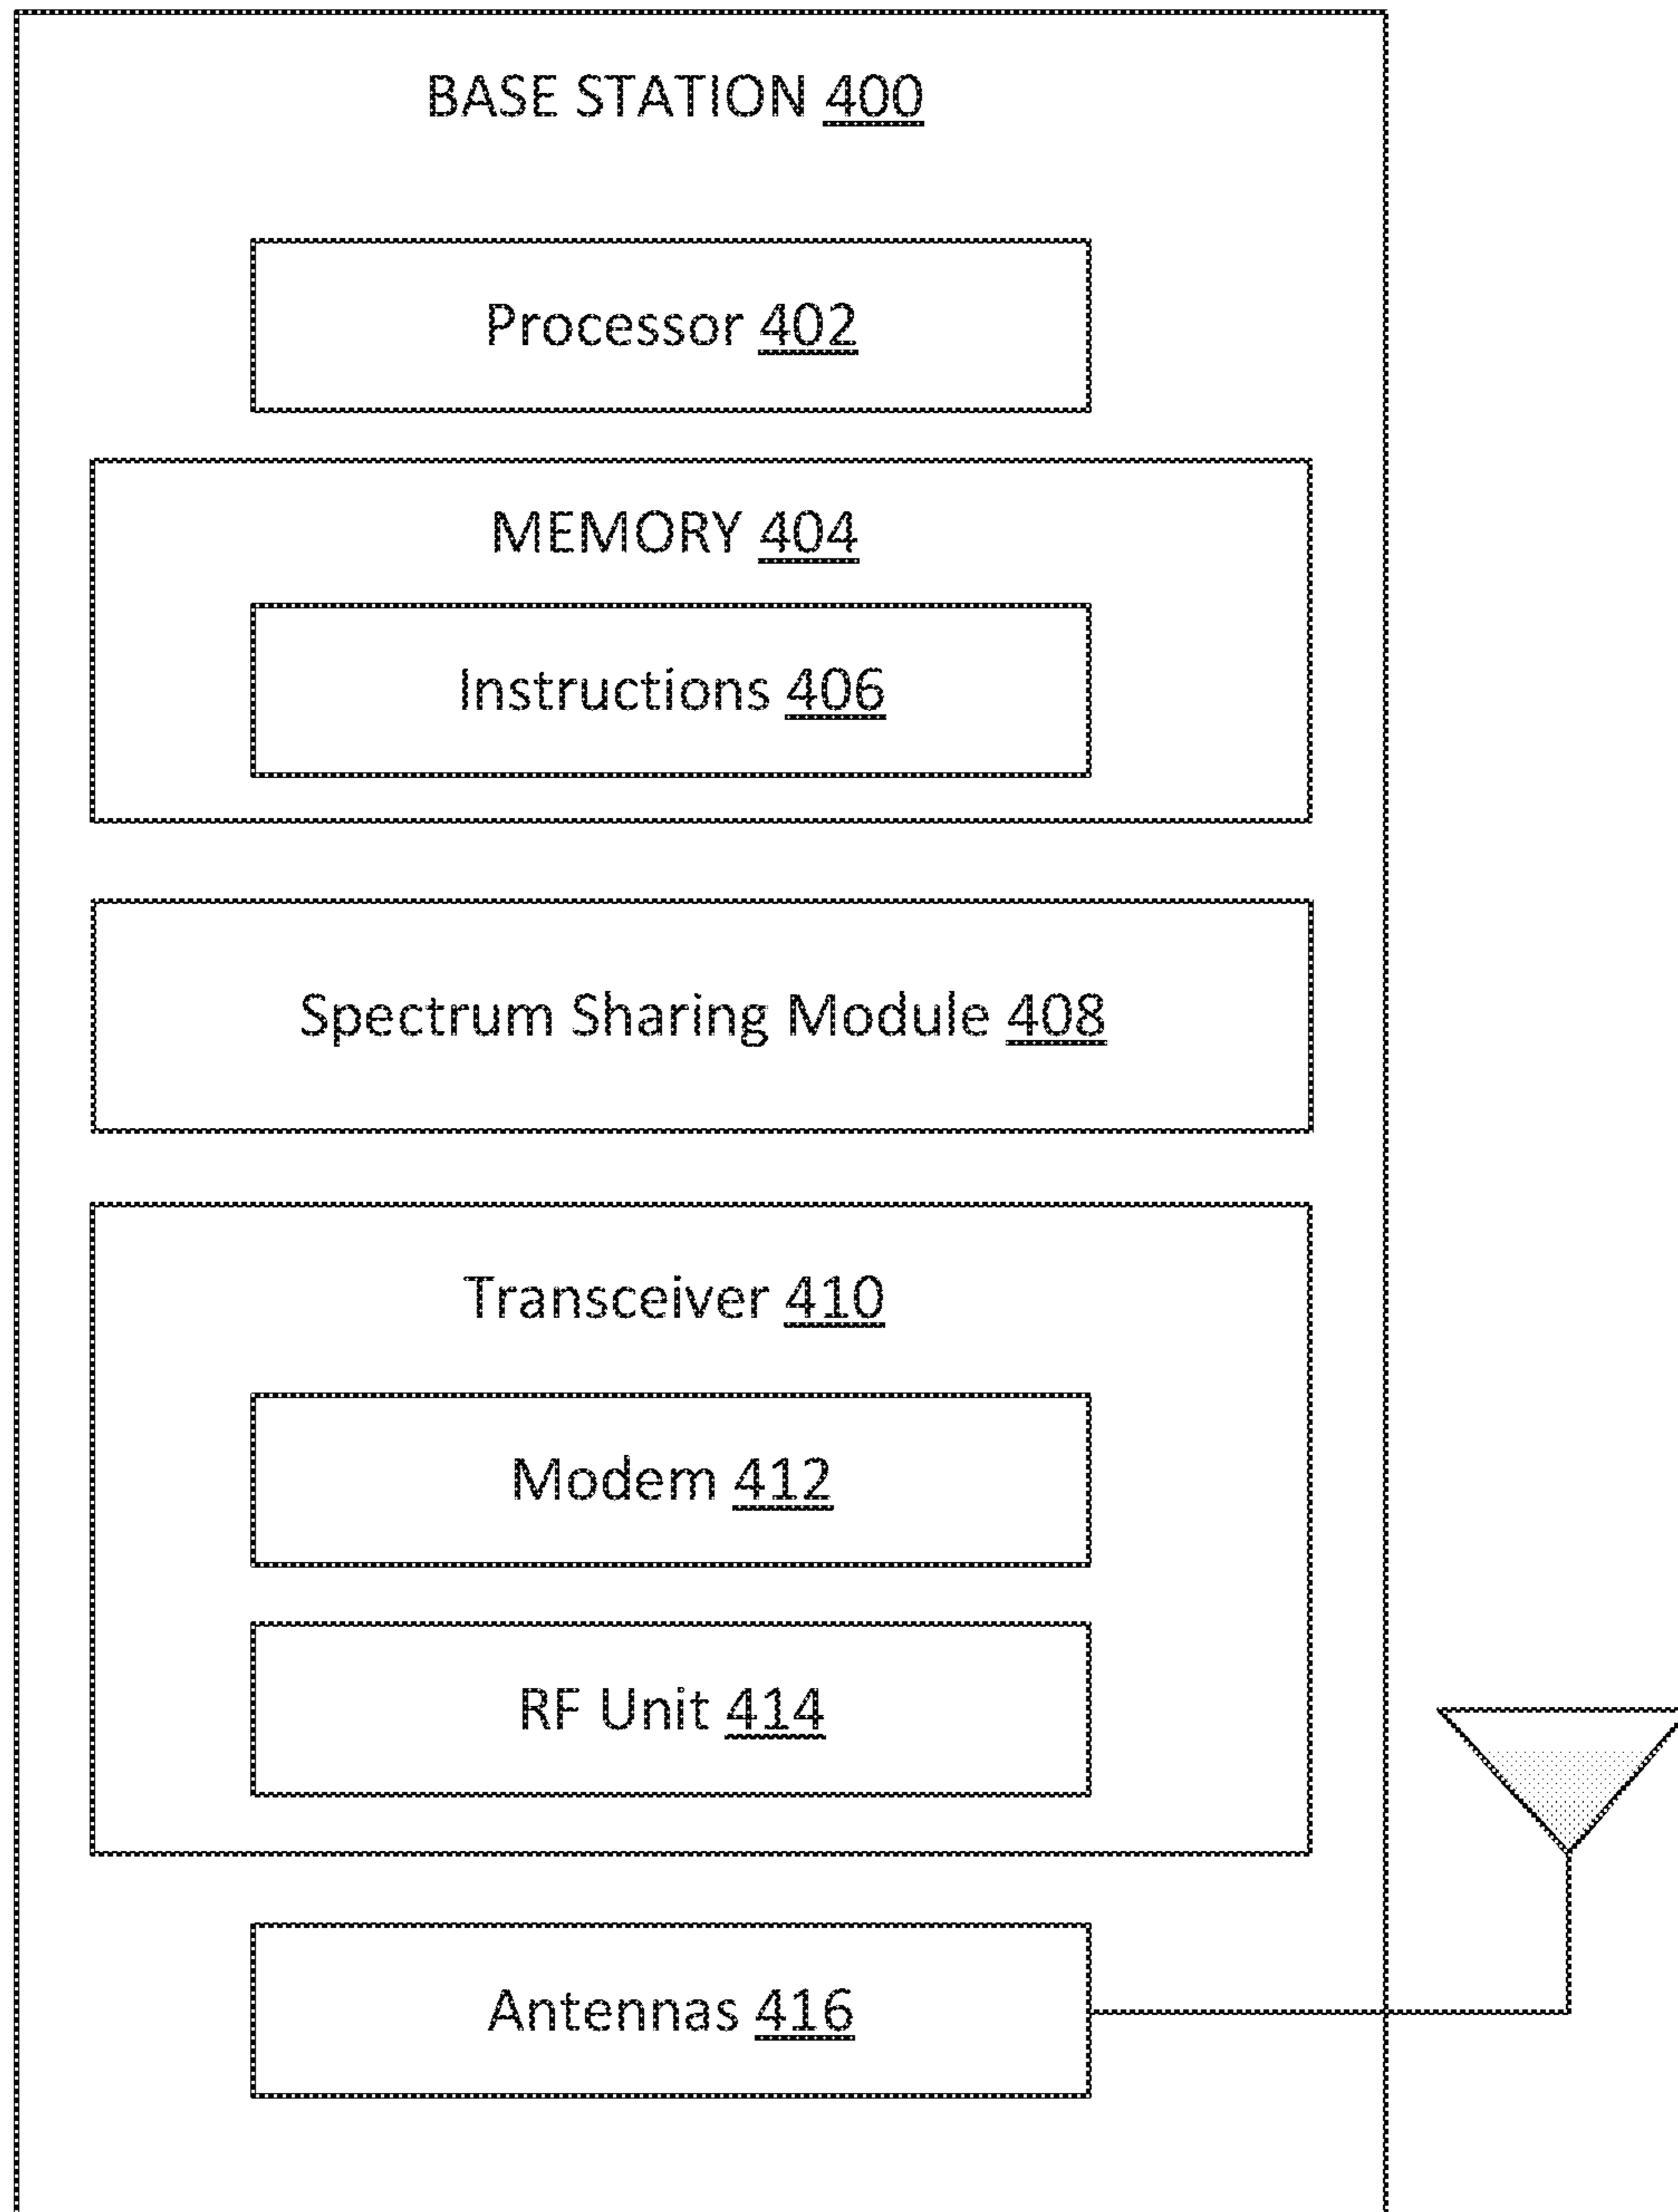 BASE STATION 400
Processor 402
MEMORY 404
Instructions 406
Spectrum Sharing Module 408
Transceiver 410
Modem 412
RF Unit 414
Antennas 416